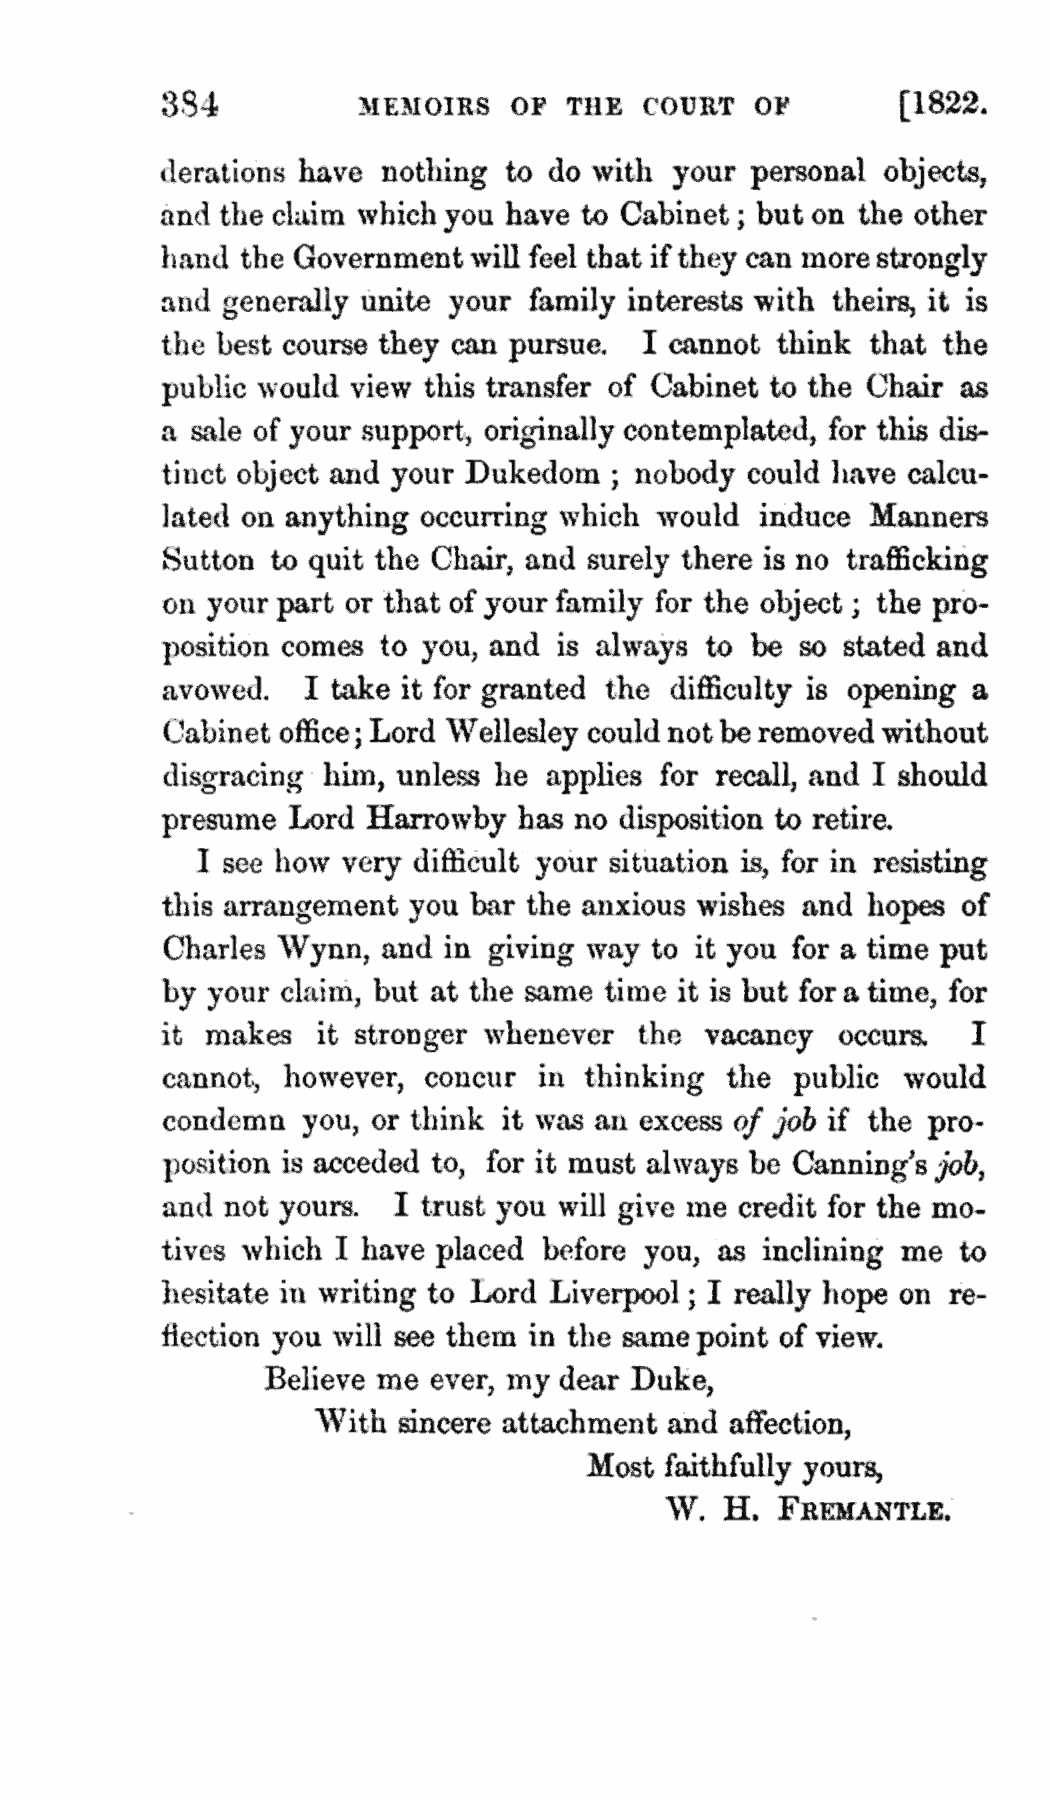 384 MEMOIRS OF THE COURT OF [1822.
derations have nothing to do with your personal objects,
and the claim which you have to Cabinet; but on the other
hand the Government will feel that if they can more strongly
and generally unite your family interests with theirs, it is
the best course they can pursue. I cannot think that the
public would view this transfer of Cabinet to the Chair as
a sale of your support, originally contemplated, for this dis-
tinct object and your Dukedom ; nobody could have calcu-
lated on anything occurring which would induce Manners
Sutton to quit the Chair, and surely there is no trafficking
on your part or that of your family for the object ; the pro-
position comes to you, and is always to be so stated and
avowed. I take it for granted the difficulty is opening a
Cabinet office; Lord Wellesley could not be removed without
disgracing him, unless he applies for recall, and I should
presume Lord Harrowby has no disposition to retire.
I see how very difficult your situation is, for in resisting
this arrangement you bar the anxious wishes and hopes of
Charles Wynn, and in giving way to it you for a time put
by your claim, but at the same time it is but for a time, for
it makes it stronger whenever the vacancy occurs. I
cannot, however, concur in thinking the public would
condemn you, or think it was an excess of job if the pro-
position is acceded to, for it must always be Canning's job,
and not yours. I trust you will give me credit for the mo-
tives which I have placed before you, as inclining me to
hesitate in writing to Lord Liverpool ; I really hope on re-
flection you will see them in the same point of view.
Believe me ever, my dear Duke,
With sincere attachment and affection,
Most faithfully yours,
W. H. FREMANTLE.